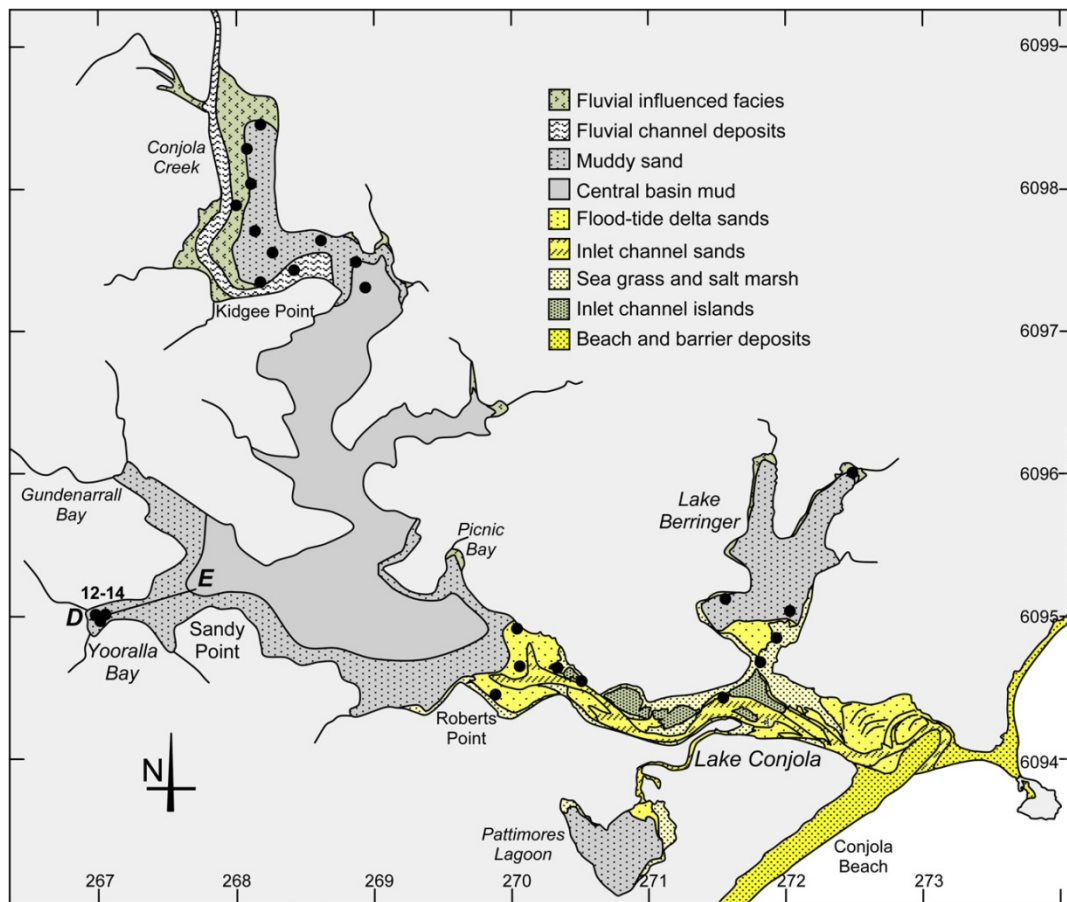 6099
Fluvial influenced facies
Fluvial channel deposits
Muddy sand
Central basin mud
Flood-tide delta sands
Inlet channel sands
Sea grass and salt marsh
Inlet channel islands
Beach and barrier deposits
Conjola
Creek
6098
Kidgee Point
6097
Gundenarrall
Bay
Lake
Berringer
6096
Picnic
Bay
12-14
D
E
Yooralla
Bay
Sandy
Point
6095
Roberts
Point
Lake Conjola
6094
N
Pattimores
Lagoon
Conjola
Beach
267
268
269
270
271
272
273